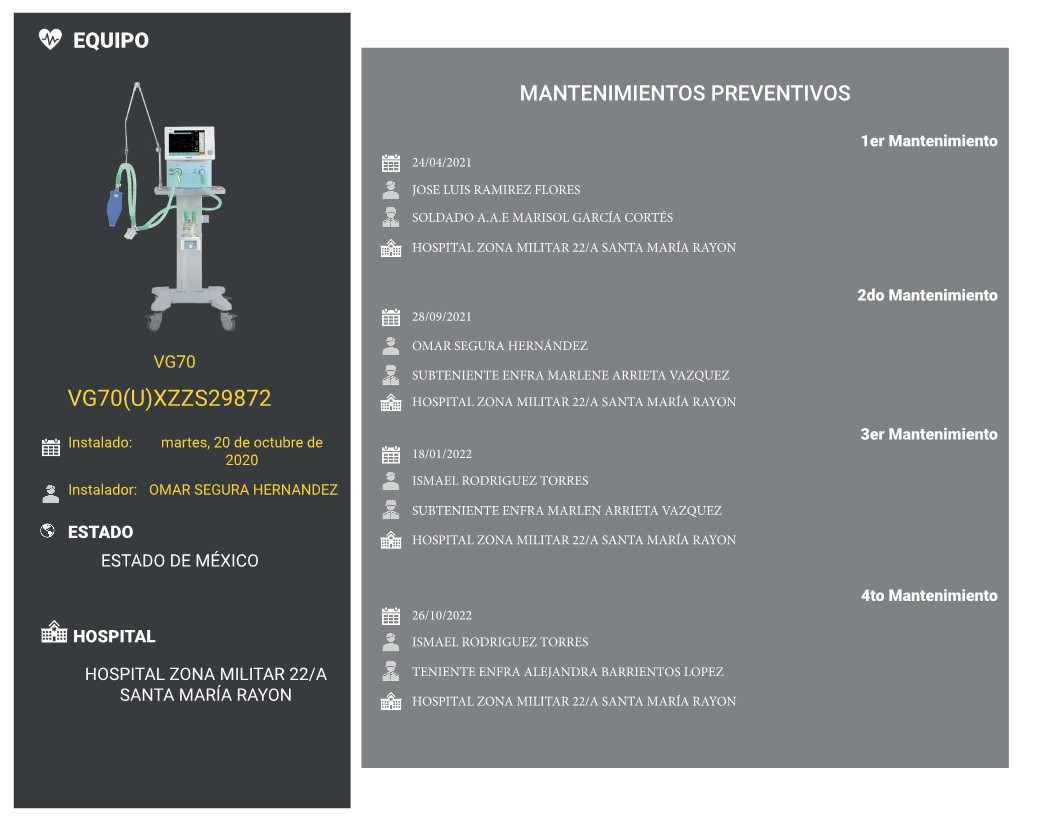 EQUIPO
VG70
VG70(U)XZZS29872
Instalado: martes, 20 de octubre de
2020
Instalador: OMAR SEGURA HERNANDEZ
ESTADO
ESTADO DE MÉXICO
HOSPITAL
HOSPITAL ZONA MILITAR 22/A
SANTA MARÍA RAYON
MANTENIMIENTOS PREVENTIVOS
1er Mantenimiento
24/04/2021
JOSE LUIS RAMIREZ FLORES
SOLDADO A.A.E MARISOL GARCÍA CORTÉS
HOSPITAL ZONA MILITAR 22/A SANTA MARÍA RAYON
2do Mantenimiento
28/09/2021
OMAR SEGURA HERNÁNDEZ
SUBTENIENTE ENFRA MARLENE ARRIETA VAZQUEZ
HOSPITAL ZONA MILITAR 22/A SANTA MARÍA RAYON
3er Mantenimiento
18/01/2022
ISMAEL RODRIGUEZ TORRES
SUBTENIENTE ENFRA MARLEN ARRIETA VAZQUEZ
HOSPITAL ZONA MILITAR 22/A SANTA MARÍA RAYON
4to Mantenimiento
26/10/2022
ISMAEL RODRIGUEZ TORRES
TENIENTE ENFRA ALEJANDRA BARRIENTOS LOPEZ
HOSPITAL ZONA MILITAR 22/A SANTA MARÍA RAYON